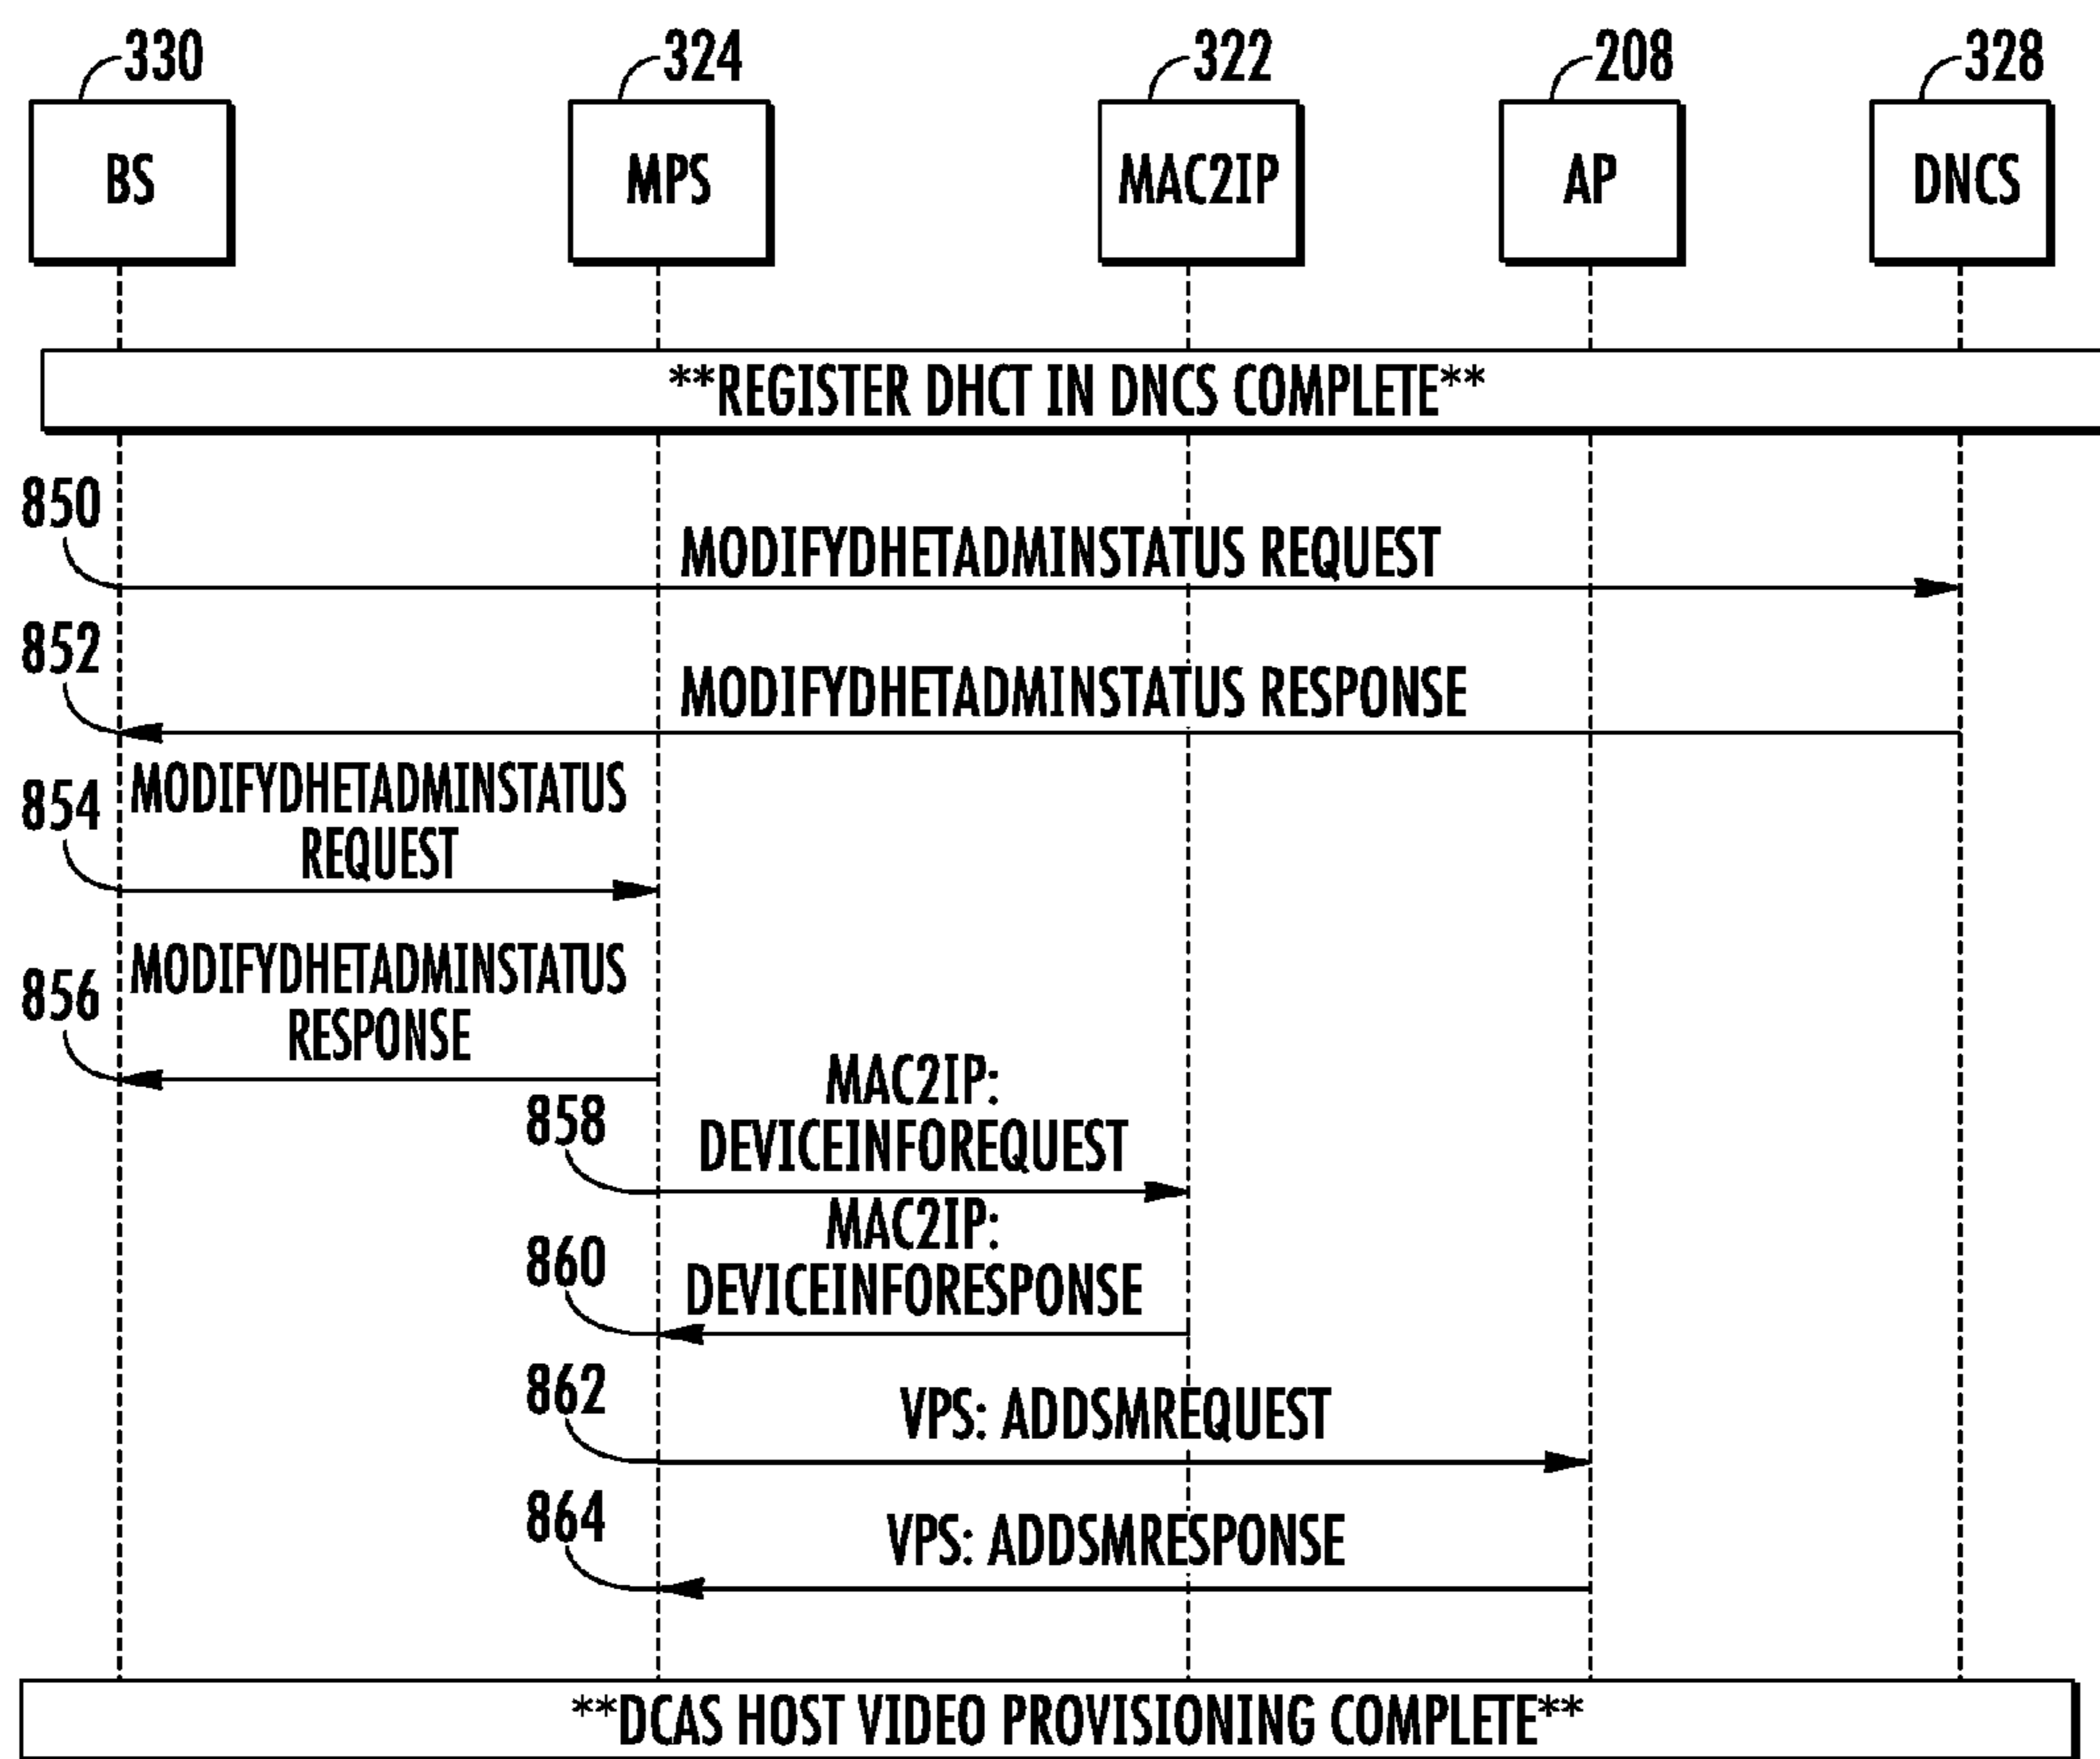 330
324
322
208
328
BS
MPS
MAC2IP
AP
DNCS
**REGISTER DHCT IN DNCS COMPLETE**
850
MODIFYDHETADMINSTATUS REQUEST
852
MODIFYDHETADMINSTATUS RESPONSE
854
MODIFYDHETADMINSTATUS
REQUEST
856
MODIFYDHETADMINSTATUS
RESPONSE
858
MAC2IP:
DEVICEINFOREQUEST
860
MAC2IP:
DEVICEINFORESPONSE
862
VPS: ADDSMREQUEST
864
VPS: ADDSMRESPONSE
**DCAS HOST VIDEO PROVISIONING COMPLETE**